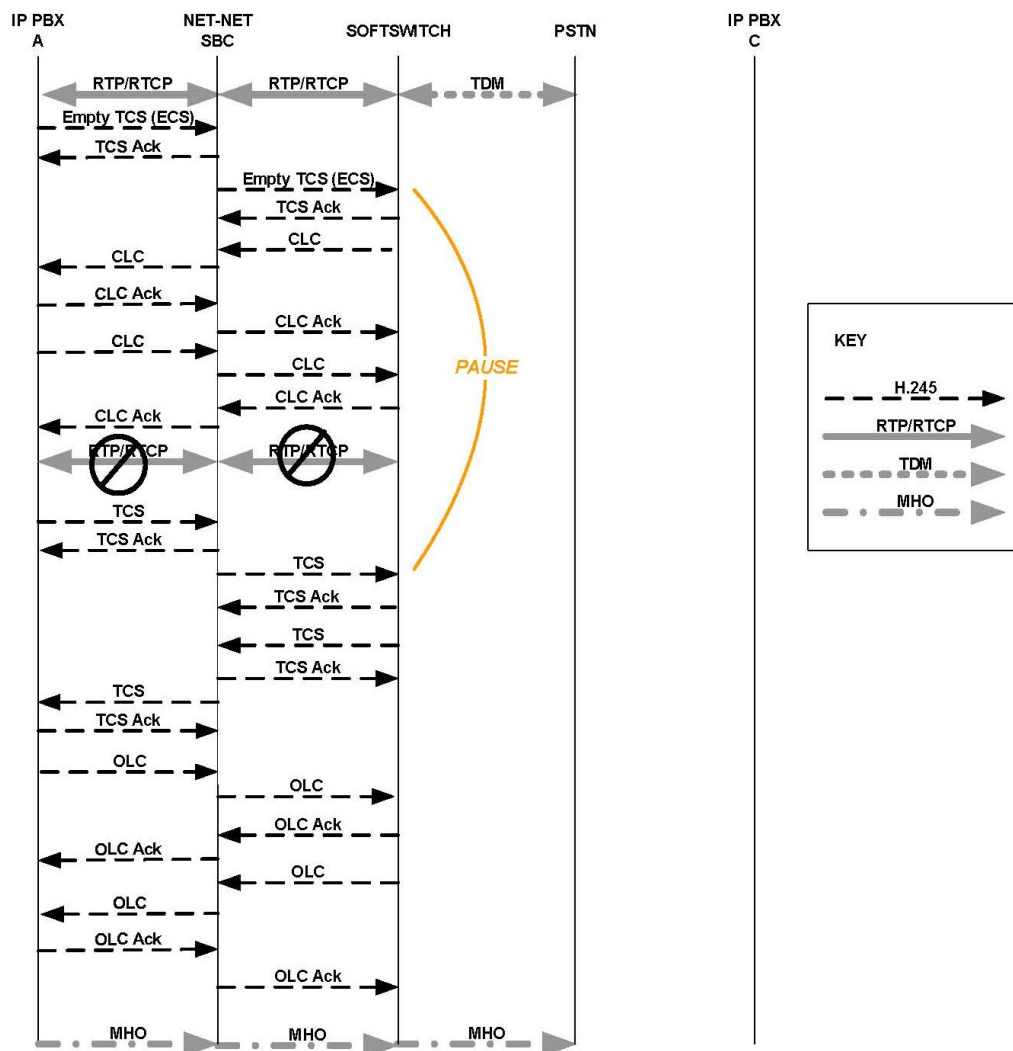 IP PBX
A
NET-NET
SBC
SOFTSWITCH
PSTN
IP PBX
C
RTP/RTCP
RTP/RTCP
TDM
Empty TCS (ECS)
TCS Ack
Empty TCS (ECS)
TCS Ack
CLC
CLC
CLC Ack
CLC Ack
CLC
CLC
CLC Ack
CLC Ack
PAUSE
RTP/RTCP
RTP/RTCP
TCS
TCS Ack
TCS
TCS Ack
TCS
TCS Ack
TCS
TCS Ack
OLC
OLC
OLC Ack
OLC Ack
OLC
OLC
OLC Ack
OLC Ack
MHO
MHO
MHO
KEY
H.245
RTP/RTCP
TDM
MHO